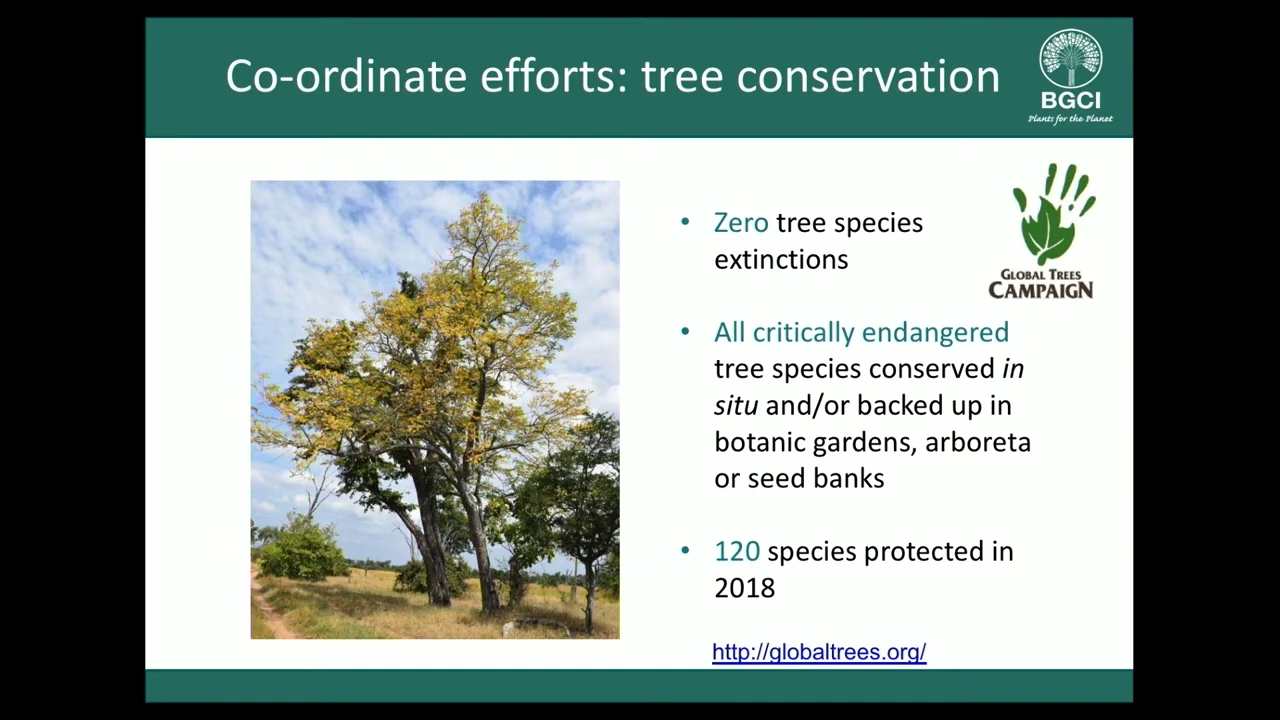 Co-ordinate efforts: tree conservation
BGCI
Plants for the Planet
• Zero tree species
extinctions
GLOBAL TREES
CAMPAIGN
• All critically endangered
tree species conserved in
situ and/or backed up in
botanic gardens, arboreta
or seed banks
• 120 species protected in
2018
http://globaltrees.org/